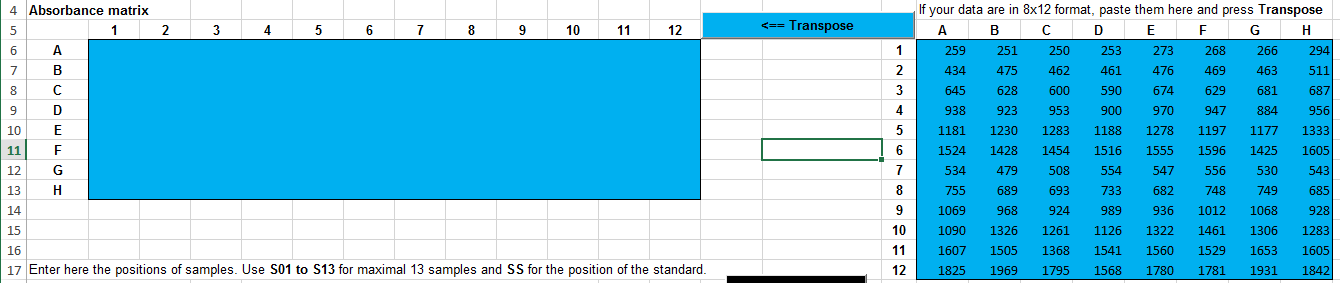 4 Absorbance matrix If your data are in 8x12 format, paste them here and press Transpose
5 1 2 3 4 5 6 7 8 9 10 11 12 <== Transpose A B C D E F G H
6 A 1 259 251 250 253 273 268 266 294
7 B 2 434 475 462 461 476 469 463 511
8 C 3 645 628 600 590 674 629 681 687
9 D 4 938 923 953 900 970 947 884 956
10 E 5 1181 1230 1283 1188 1278 1197 1177 1333
11 F 6 1524 1428 1454 1516 1555 1596 1425 1605
12 G 7 534 479 508 554 547 556 530 543
13 H 8 755 689 693 733 682 748 749 685
14 9 1069 968 924 989 936 1012 1068 928
15 10 1090 1326 1261 1126 1322 1461 1306 1283
16 11 1607 1505 1368 1541 1560 1529 1653 1605
17 Enter here the positions of samples. Use S01 to S13 for maximal 13 samples and SS for the position of the standard. 12 1825 1969 1795 1568 1780 1781 1931 1842